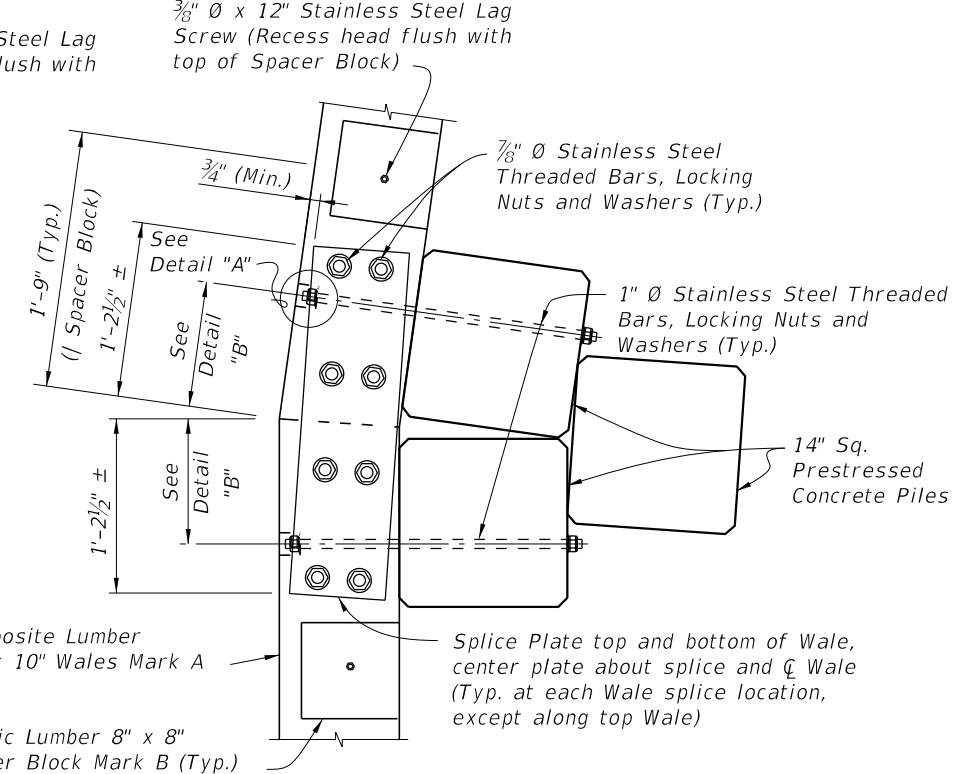 Steel Lag
lush with
3/8" Ø x 12" Stainless Steel Lag
Screw (Recess head flush with
top of Spacer Block)
7/8" Ø Stainless Steel
Threaded Bars, Locking
Nuts and Washers (Typ.)
3/4" (Min.)
1'-9" (Typ.)
(| Spacer Block)
1'-2 1/2" ±
See
Detail "A"
See
Detail
"B"
1" Ø Stainless Steel Threaded
Bars, Locking Nuts and
Washers (Typ.)
14" Sq.
Prestressed
Concrete Piles
1'-2 1/2" ±
See
Detail
"B"
osite Lumber
10" Wales Mark A
Splice Plate top and bottom of Wale,
center plate about splice and ℄ Wale
(Typ. at each Wale splice location,
except along top Wale)
ic Lumber 8" x 8"
er Block Mark B (Typ.)